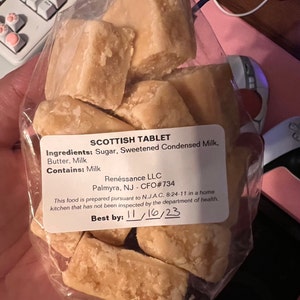 SCOTTISH TABLET
Ingredients: Sugar, Sweetened Condensed Milk,
Butter, Milk
Contains: Milk
Renéssance LLC
Palmyra, NJ - CFO#734
This food is prepared pursuant to N.J.A.C. 8:24-11 in a home
kitchen that has not been inspected by the department of health.
Best by: 11/16/23